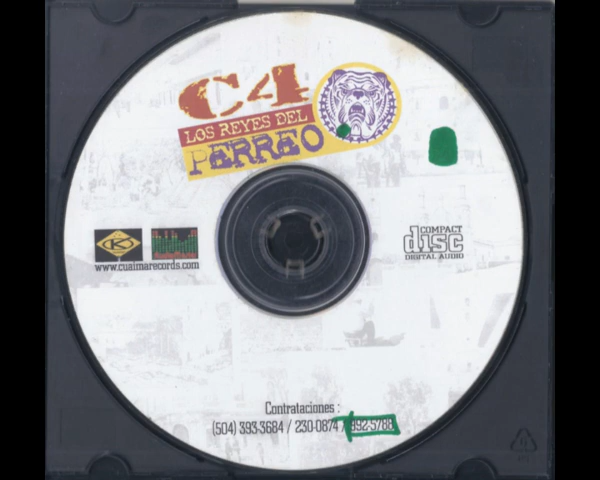 C4
LOS REYES DEL
PERREO
K
www.cuaimarecords.com
COMPACT
disc
DIGITAL AUDIO
Contrataciones :
(504) 393-3684 / 230-0874 / 992-5788